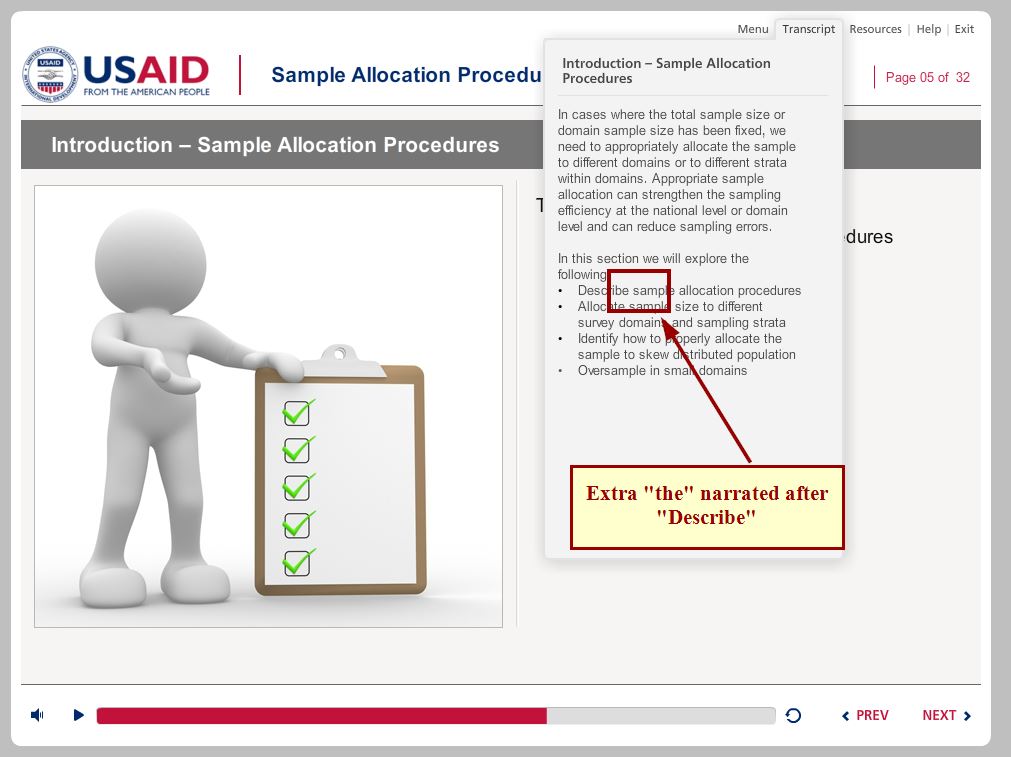 Menu Transcript Resources | Help | Exit
UNITED STATES AGENCY
USAID
INTERNATIONAL DEVELOPMENT
USAID
FROM THE AMERICAN PEOPLE
Sample Allocation Procedu
Page 05 of 32
Introduction – Sample Allocation Procedures
Introduction – Sample Allocation
Procedures
In cases where the total sample size or
domain sample size has been fixed, we
need to appropriately allocate the sample
to different domains or to different strata
within domains. Appropriate sample
allocation can strengthen the sampling
efficiency at the national level or domain
level and can reduce sampling errors.
In this section we will explore the
following
• Describe sample allocation procedures
• Allocate sample size to different
survey domains and sampling strata
• Identify how to properly allocate the
sample to skew distributed population
• Oversample in small domains
T
edures
Extra "the" narrated after
"Describe"
PREV NEXT